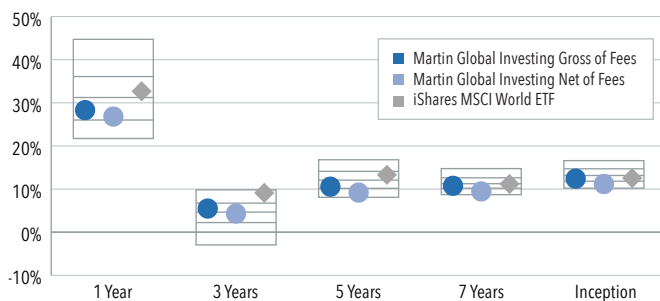 50%
40%
30%
20%
10%
0%
-10%
Martin Global Investing Gross of Fees
Martin Global Investing Net of Fees
iShares MSCI World ETF
1 Year
3 Years
5 Years
7 Years
Inception